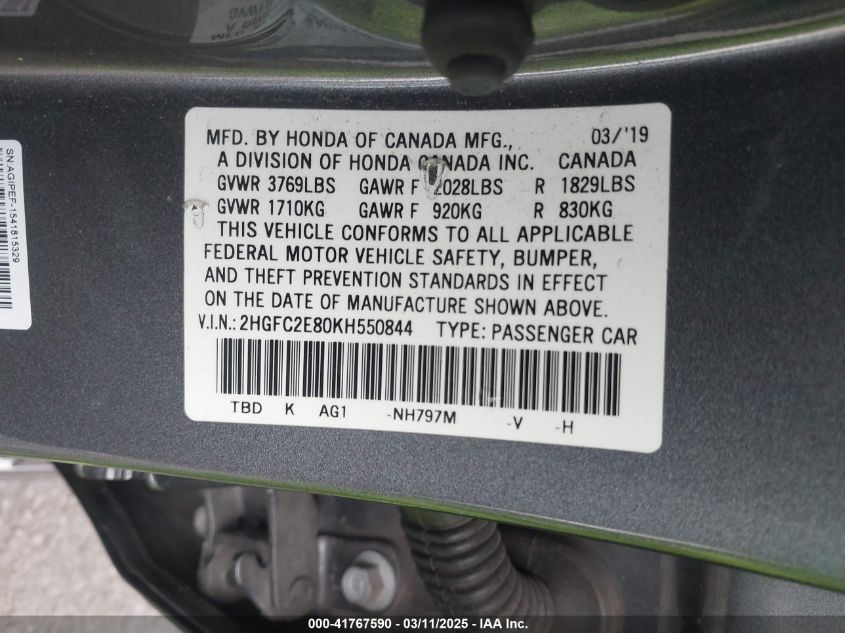 MFD. BY HONDA OF CANADA MFG., 03/'19
A DIVISION OF HONDA CANADA INC. CANADA
GVWR 3769LBS GAWR F 2028LBS R 1829LBS
GVWR 1710KG GAWR F 920KG R 830KG
THIS VEHICLE CONFORMS TO ALL APPLICABLE
FEDERAL MOTOR VEHICLE SAFETY, BUMPER,
AND THEFT PREVENTION STANDARDS IN EFFECT
ON THE DATE OF MANUFACTURE SHOWN ABOVE.
V.I.N.: 2HGFC2E80KH550844 TYPE: PASSENGER CAR
TBD K AG1 -NH797M -V -H
SN:AGIPEF-1541815329
000-41767590 - 03/11/2025 - IAA Inc.